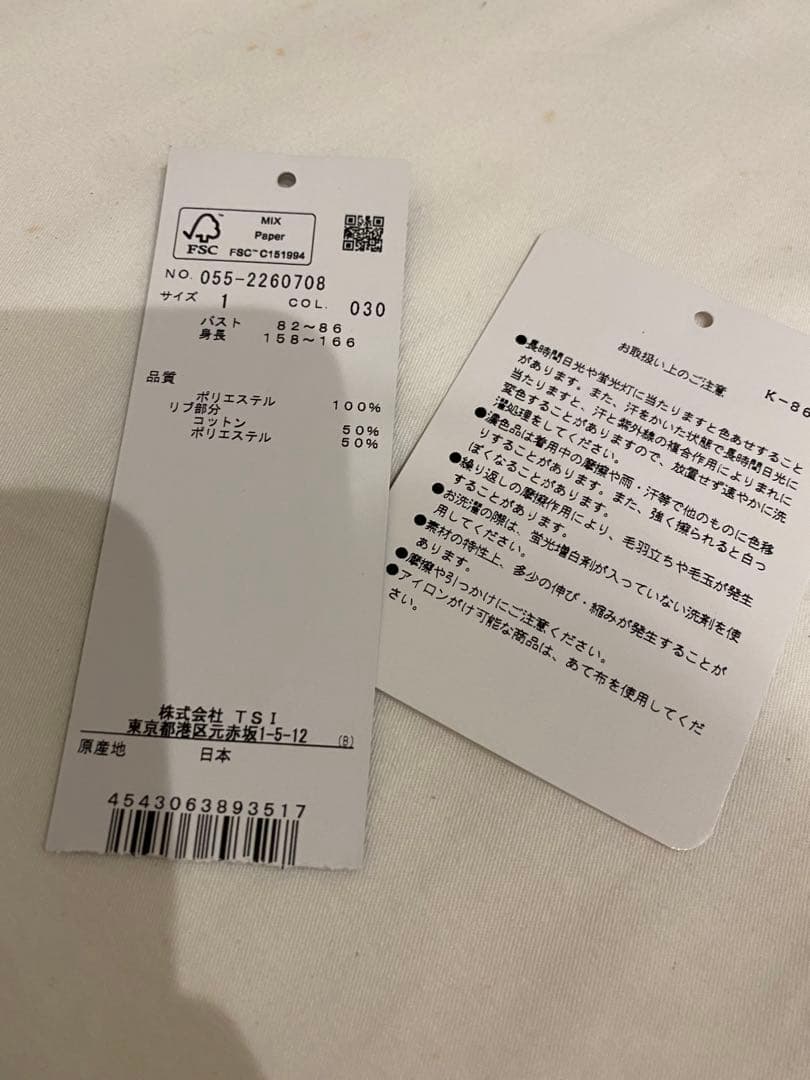 FSC
MIX
Paper
FSC™ C151994
NO. 055-2260708
サイズ 1 COL. 030
バスト 82～86
身長 158～166
品質
ポリエステル 100%
リブ部分
コットン 50%
ポリエステル 50%
株式会社 TSI
東京都港区元赤坂1-5-12 (8)
原産地 日本
4543063893517
お取扱い上のご注意 K-86
●長時間日光や蛍光灯に当たりますと色あせすること
があります。また、汗をかいた状態で長時間日光に
当たりますと、汗と紫外線の複合作用によりまれに
変色することがありますので、放置せず速やかに洗
濯処理をしてください。
●濃色品は着用中の摩擦や雨・汗等で他のものに色移
りすることがあります。また、強く擦られると白っ
ぽくなることがあります。
●繰り返しの摩擦作用により、毛羽立ちや毛玉が発生
することがあります。
●お洗濯の際は、蛍光増白剤が入っていない洗剤を使
用してください。
●素材の特性上、多少の伸び・縮みが発生することが
あります。
●摩擦や引っかけにご注意ください。
●アイロンがけ可能な商品は、あて布を使用してくだ
さい。